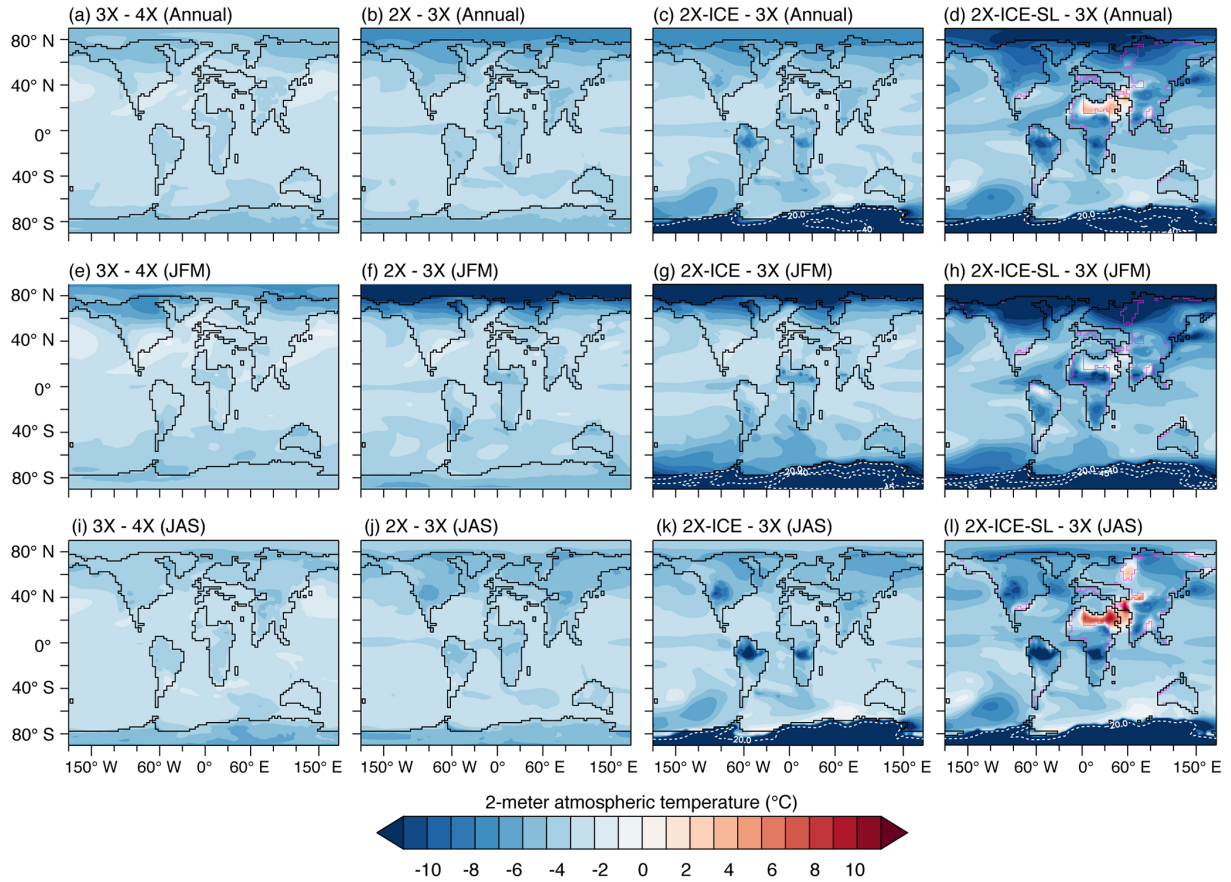 (a) 3X - 4X (Annual)
(b) 2X - 3X (Annual)
(c) 2X-ICE - 3X (Annual)
(d) 2X-ICE-SL - 3X (Annual)
80° N
40° N
0°
40° S
80° S
20.0
40
20.0
(e) 3X - 4X (JFM)
(f) 2X - 3X (JFM)
(g) 2X-ICE - 3X (JFM)
(h) 2X-ICE-SL - 3X (JFM)
80° N
40° N
0°
40° S
80° S
20.0
20.0
(i) 3X - 4X (JAS)
(j) 2X - 3X (JAS)
(k) 2X-ICE - 3X (JAS)
(l) 2X-ICE-SL - 3X (JAS)
80° N
40° N
0°
40° S
80° S
20.0
20.0
150° W 60° W 0° 60° E 150° E
150° W 60° W 0° 60° E 150° E
150° W 60° W 0° 60° E 150° E
150° W 60° W 0° 60° E 150° E
2-meter atmospheric temperature (°C)
-10 -8 -6 -4 -2 0 2 4 6 8 10